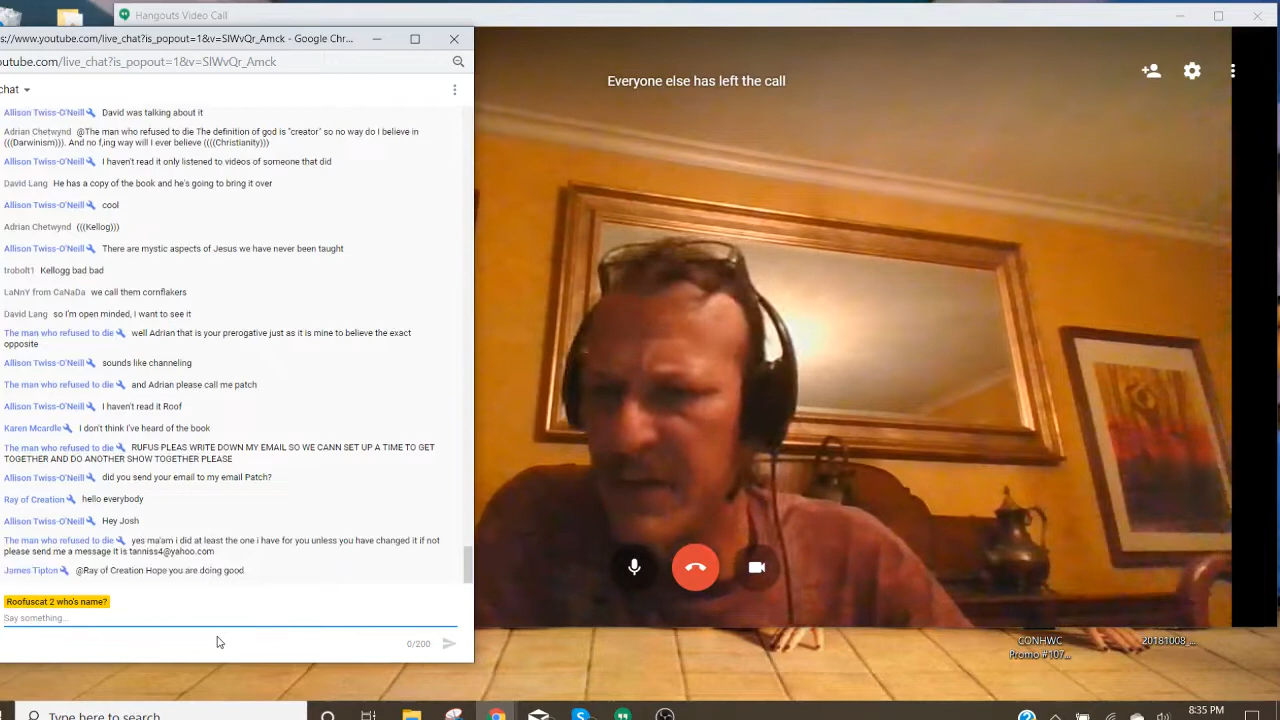 Hangouts Video Call
s://www.youtube.com/live_chat?is_popout=1&v=SlWvQr_Amck - Google Chr...
outube.com/live_chat?is_popout=1&v=SlWvQr_Amck
chat
Everyone else has left the call
Allison Twiss-O'Neill David was talking about it
Adrian Chetwynd @The man who refused to die The definition of god is "creator" so no way do I believe in
(((Darwinism))). And no f,ing way will I ever believe ((((Christianity)))
Allison Twiss-O'Neill I haven't read it only listened to videos of someone that did
David Lang He has a copy of the book and he's going to bring it over
Allison Twiss-O'Neill cool
Adrian Chetwynd (((Kellog)))
Allison Twiss-O'Neill There are mystic aspects of Jesus we have never been taught
trobolt1 Kellogg bad bad
LaNnY from CaNaDa we call them cornflakers
David Lang so I'm open minded, I want to see it
The man who refused to die well Adrian that is your prerogative just as it is mine to believe the exact
opposite
Allison Twiss-O'Neill sounds like channeling
The man who refused to die and Adrian please call me patch
Allison Twiss-O'Neill I haven't read it Roof
Karen Mcardle I don't think I've heard of the book
The man who refused to die RUFUS PLEAS WRITE DOWN MY EMAIL SO WE CANN SET UP A TIME TO GET
TOGETHER AND DO ANOTHER SHOW TOGETHER PLEASE
Allison Twiss-O'Neill did you send your email to my email Patch?
Ray of Creation hello everybody
Allison Twiss-O'Neill Hey Josh
The man who refused to die yes ma'am i did at least the one i have for you unless you have changed it if not
please send me a message It is tanniss4@yahoo.com
James Tipton @Ray of Creation Hope you are doing good
Roofuscat 2 who's name?
Say something...
0/200
CONHWC
Promo #107...
20181008_...
Type here to search
8:35 PM